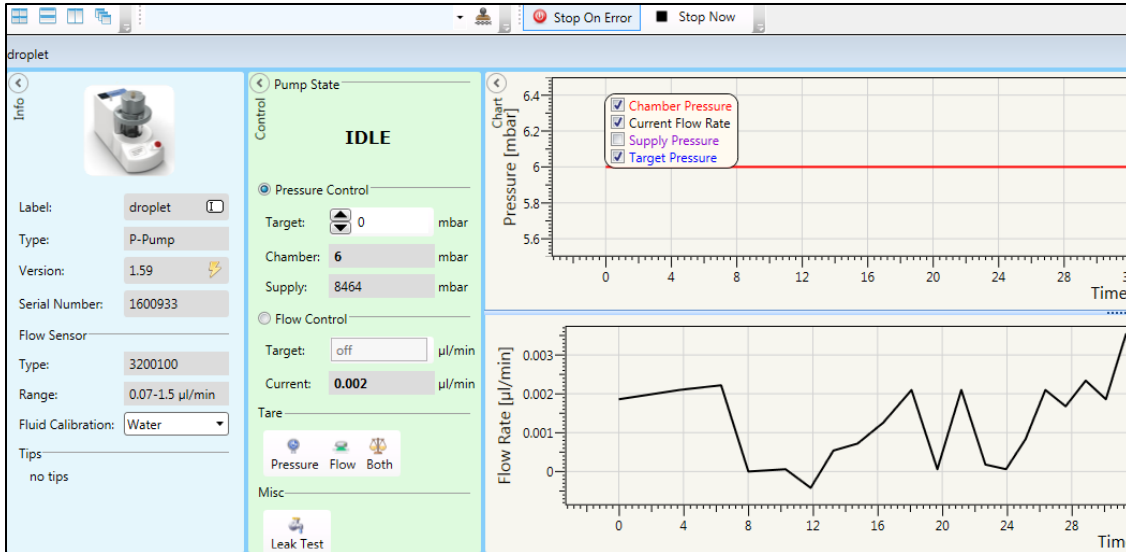 Stop On Error
Stop Now
droplet
Info
Label:
droplet
Type:
P-Pump
Version:
1.59
Serial Number:
1600933
Flow Sensor
Type:
3200100
Range:
0.07-1.5 µl/min
Fluid Calibration:
Water
Tips
no tips
Control
Pump State
IDLE
Pressure Control
Target:
0
mbar
Chamber:
6
mbar
Supply:
8464
mbar
Flow Control
Target:
off
µl/min
Current:
0.002
µl/min
Tare
Pressure
Flow
Both
Misc
Leak Test
Chart
Pressure [mbar]
6.4
6.2
6
5.8
5.6
Chamber Pressure
Current Flow Rate
Supply Pressure
Target Pressure
0
4
8
12
16
20
24
28
Time
Flow Rate [µl/min]
0.003
0.002
0.001
0
0
4
8
12
16
20
24
28
Time